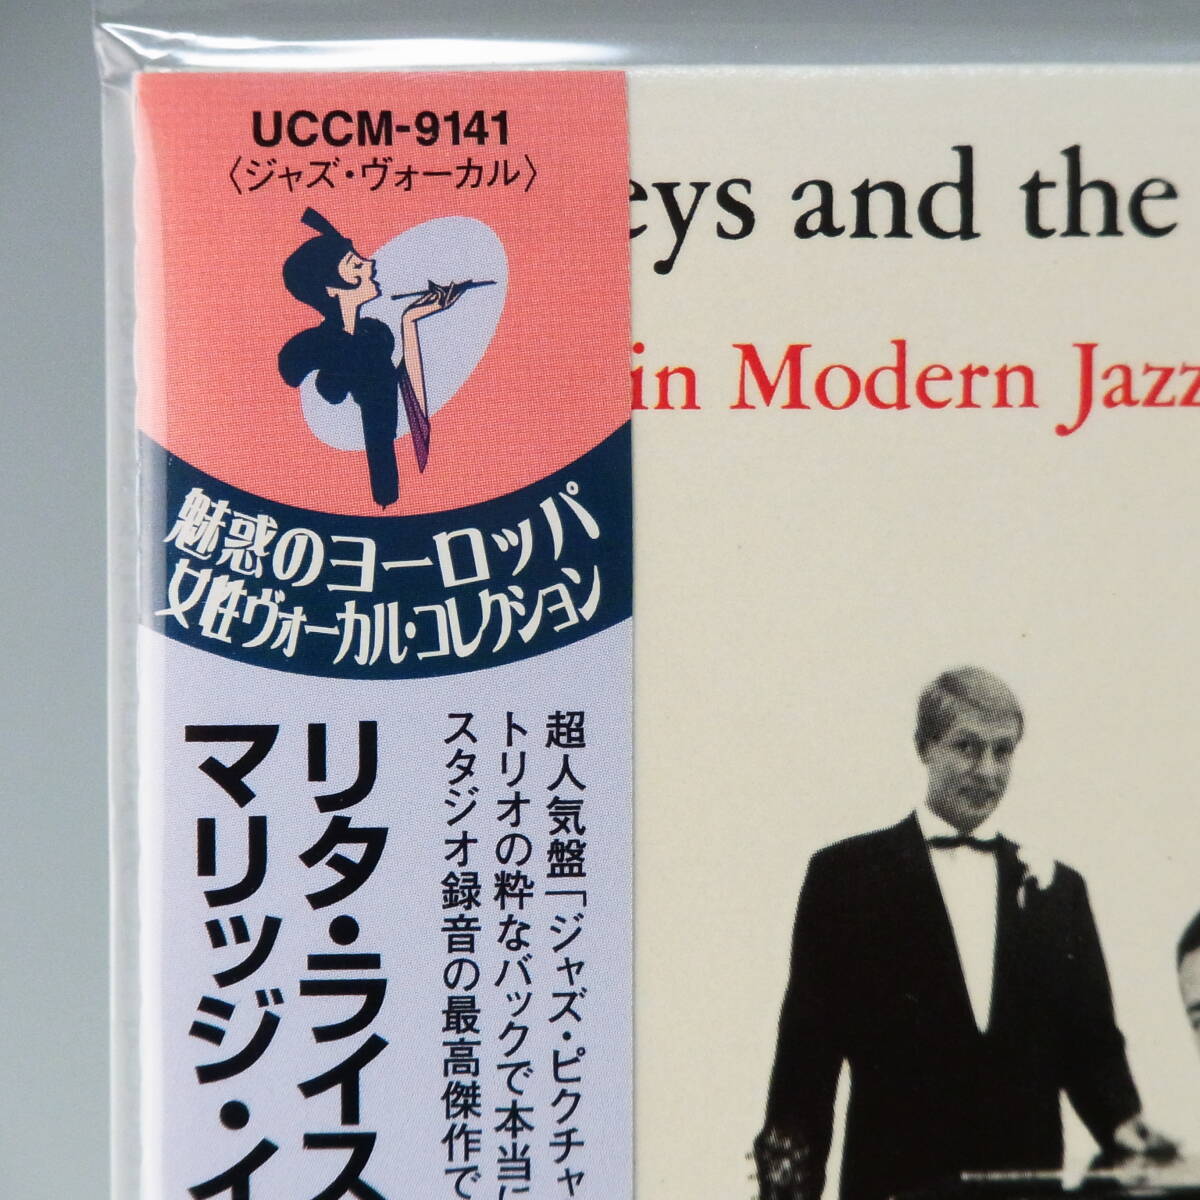 UCCM-9141
〈ジャズ・ヴォーカル〉
魅惑のヨーロッパ
女性ヴォーカル・コレクション
超人気盤「ジャズ・ピクチャ
トリオの粋なバックで本当に
スタジオ録音の最高傑作で
リタ・ライス
マリッジ・イ
eys and the
in Modern Jazz